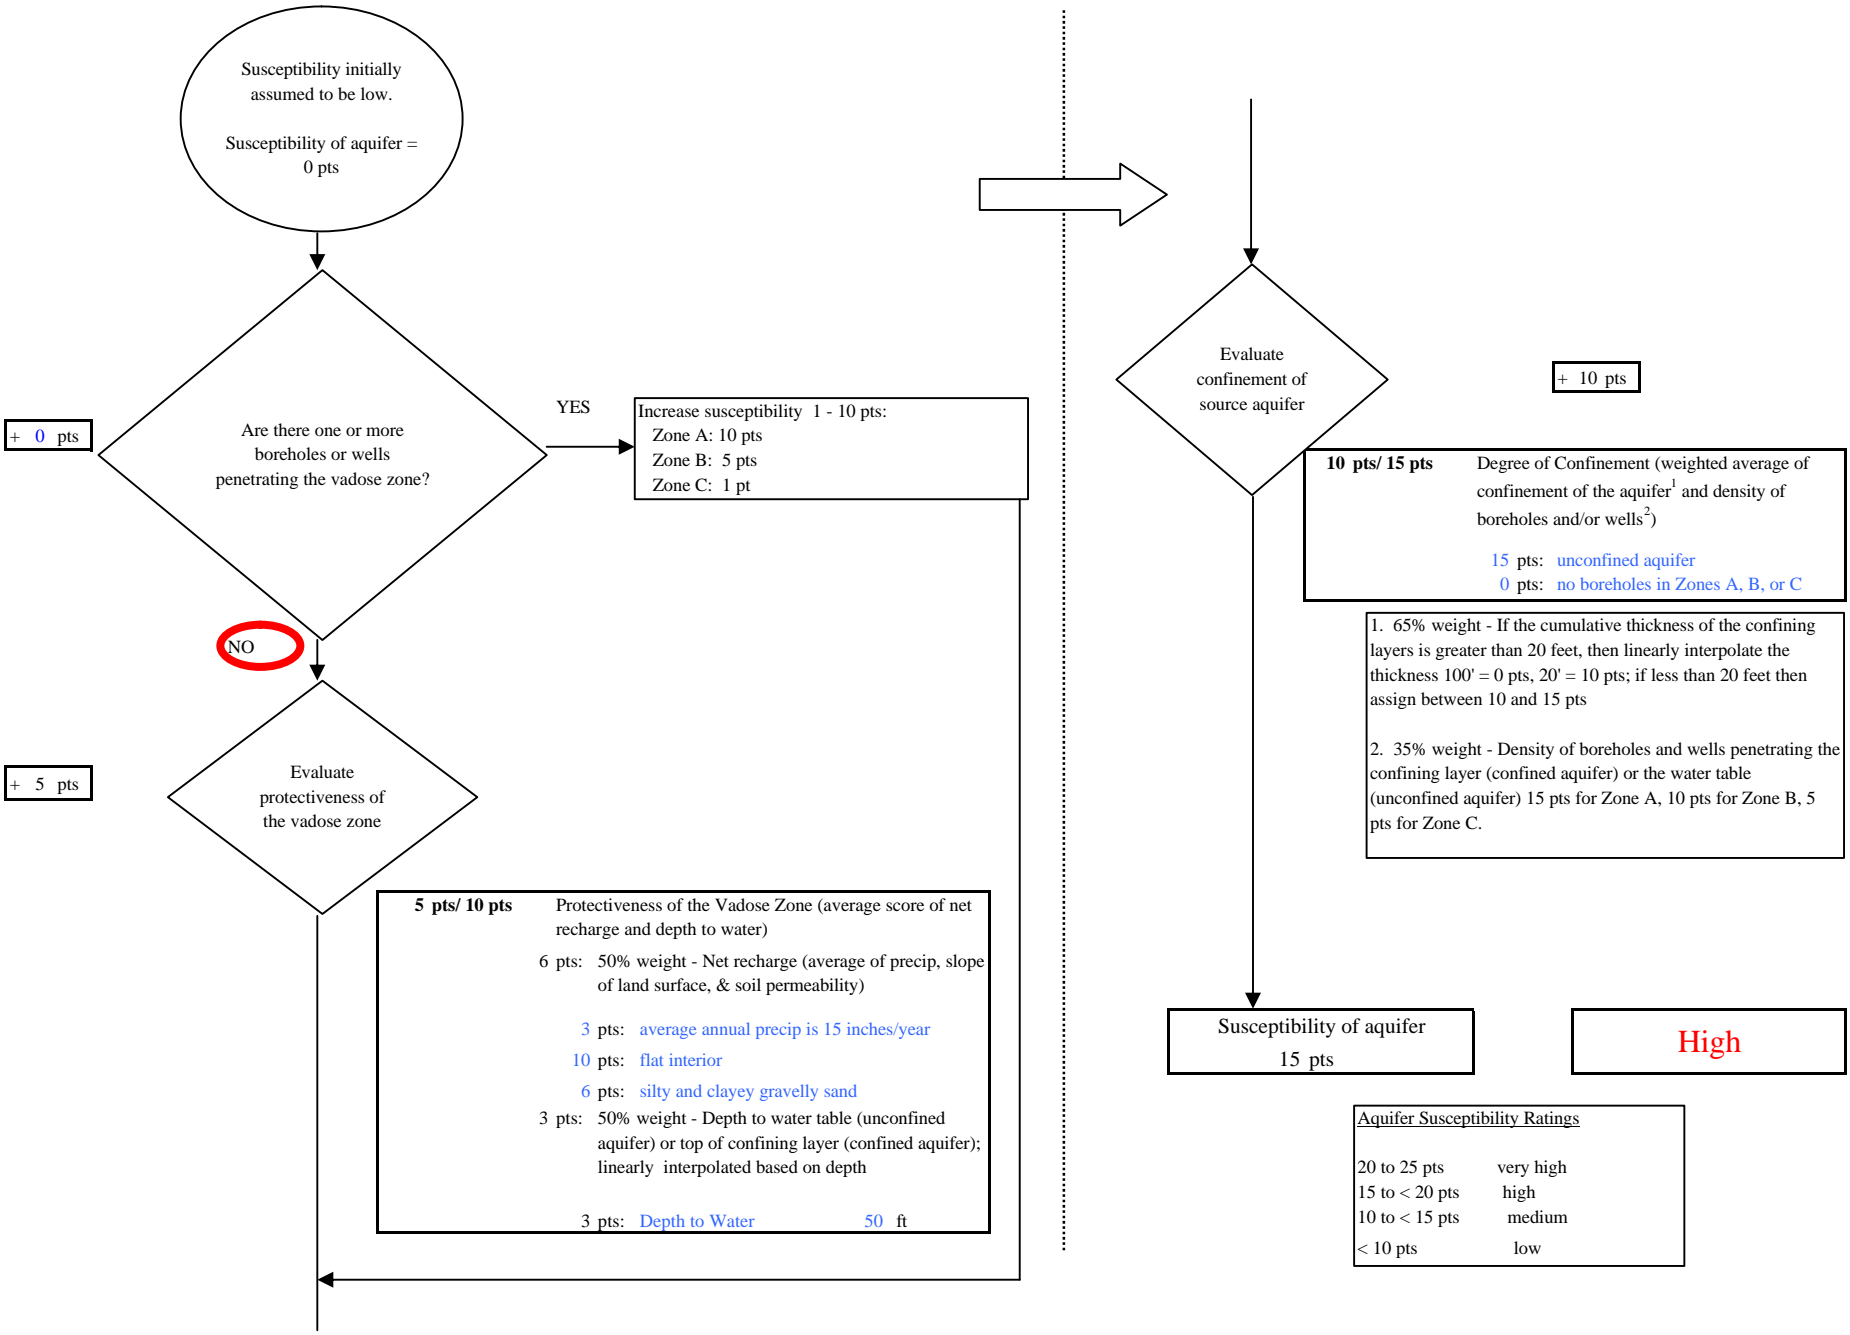 Susceptibility initially
assumed to be low.
Susceptibility of aquifer =
0 pts
+ 0 pts
Are there one or more
boreholes or wells
penetrating the vadose zone?
YES
Increase susceptibility 1 - 10 pts:
Zone A: 10 pts
Zone B: 5 pts
Zone C: 1 pt
NO
+ 5 pts
Evaluate
protectiveness of
the vadose zone
5 pts/ 10 pts Protectiveness of the Vadose Zone (average score of net
recharge and depth to water)
6 pts: 50% weight - Net recharge (average of precip, slope
of land surface, & soil permeability)
3 pts: average annual precip is 15 inches/year
10 pts: flat interior
6 pts: silty and clayey gravelly sand
3 pts: 50% weight - Depth to water table (unconfined
aquifer) or top of confining layer (confined aquifer);
linearly interpolated based on depth
3 pts: Depth to Water 50 ft
Evaluate
confinement of
source aquifer
+ 10 pts
10 pts/ 15 pts Degree of Confinement (weighted average of
confinement of the aquifer1 and density of
boreholes and/or wells2)
15 pts: unconfined aquifer
0 pts: no boreholes in Zones A, B, or C
1. 65% weight - If the cumulative thickness of the confining
layers is greater than 20 feet, then linearly interpolate the
thickness 100' = 0 pts, 20' = 10 pts; if less than 20 feet then
assign between 10 and 15 pts
2. 35% weight - Density of boreholes and wells penetrating the
confining layer (confined aquifer) or the water table
(unconfined aquifer) 15 pts for Zone A, 10 pts for Zone B, 5
pts for Zone C.
Susceptibility of aquifer
15 pts
High
Aquifer Susceptibility Ratings
20 to 25 pts very high
15 to < 20 pts high
10 to < 15 pts medium
< 10 pts low